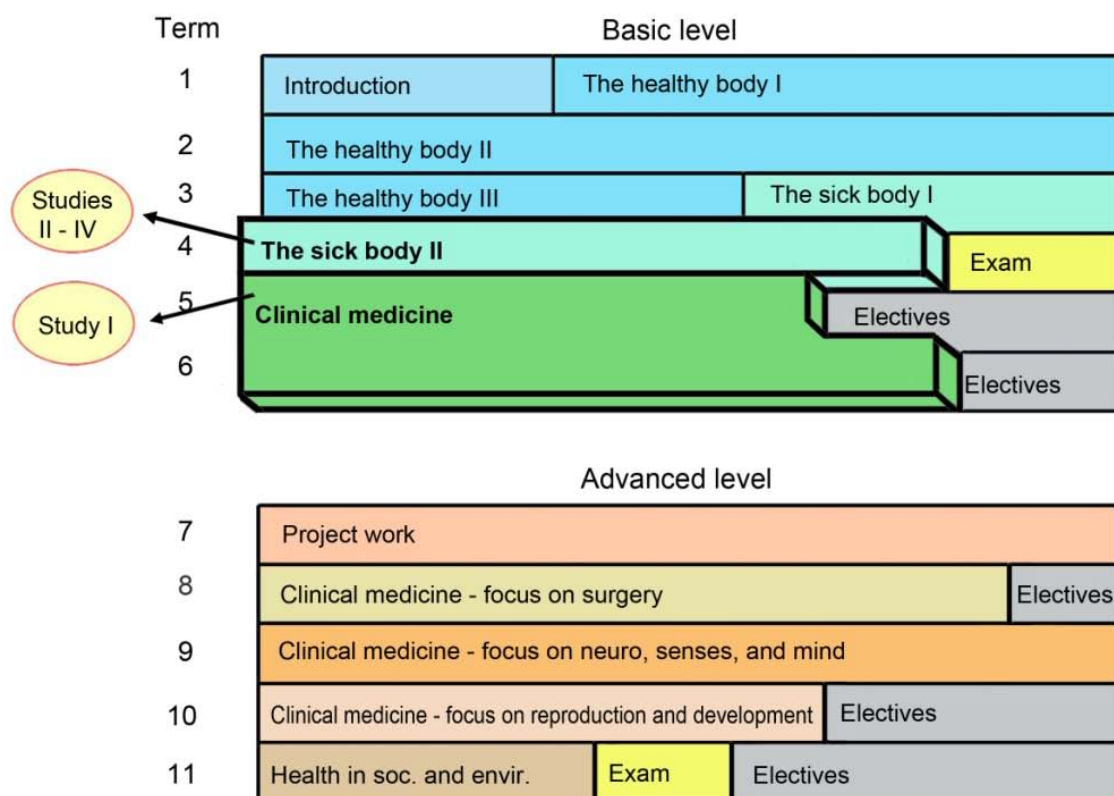 Term Basic level
1 Introduction The healthy body I
2 The healthy body II
3 The healthy body III The sick body I
Studies
II - IV
4 The sick body II Exam
5 Clinical medicine Electives
Study I
6 Electives
Advanced level
7 Project work
8 Clinical medicine - focus on surgery Electives
9 Clinical medicine - focus on neuro, senses, and mind
10 Clinical medicine - focus on reproduction and development Electives
11 Health in soc. and envir. Exam Electives